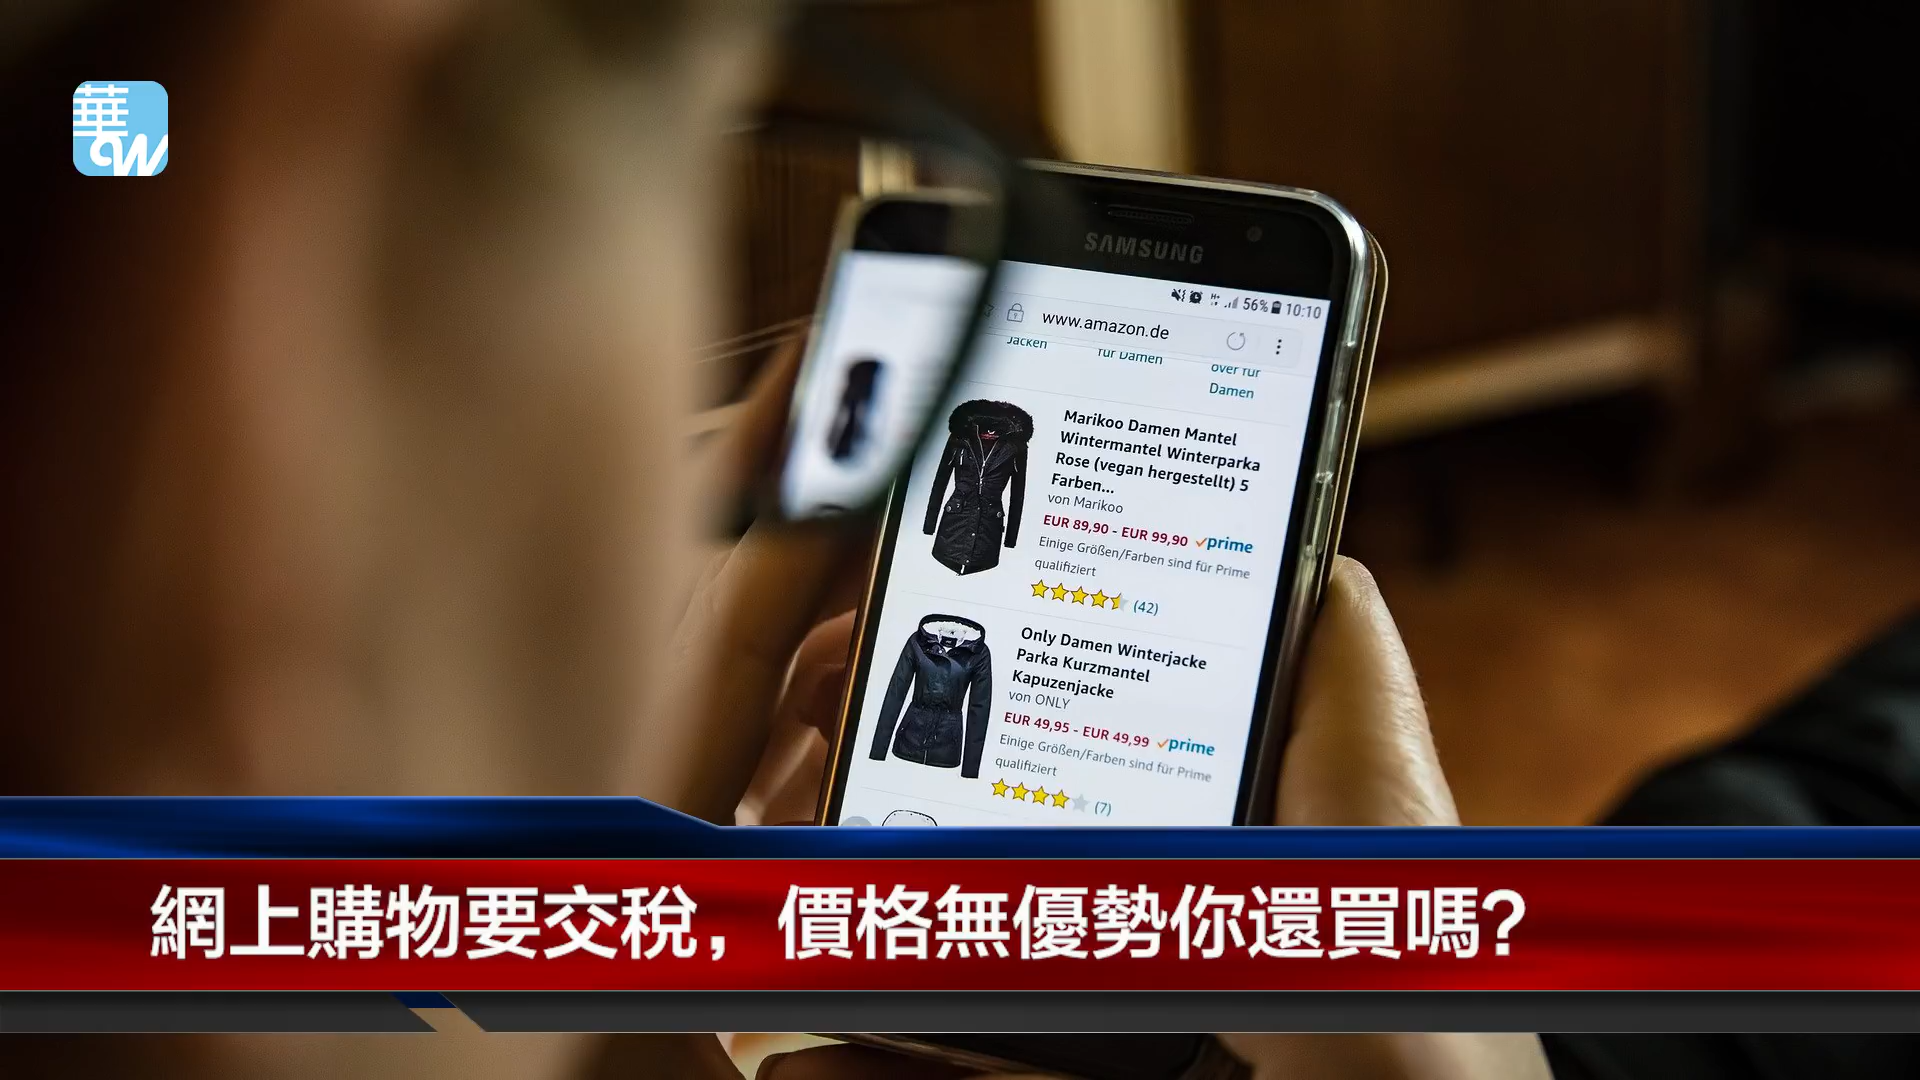 華
W
SAMSUNG
56% 10:10
www.amazon.de
Jacken
für Damen
over für
Damen
Marikoo Damen Mantel
Wintermantel Winterparka
Rose (vegan hergestellt) 5
Farben...
von Marikoo
EUR 89,90 - EUR 99,90 prime
Einige Größen/Farben sind für Prime
qualifiziert
(42)
Only Damen Winterjacke
Parka Kurzmantel
Kapuzenjacke
von ONLY
EUR 49,95 - EUR 49,99 prime
Einige Größen/Farben sind für Prime
qualifiziert
(7)
網上購物要交稅，價格無優勢你還買嗎?